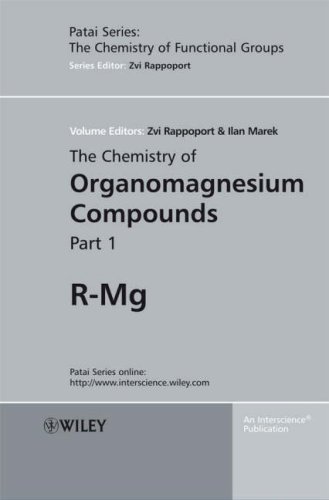 Patai Series:
The Chemistry of Functional Groups
Series Editor: Zvi Rappoport
Volume Editors: Zvi Rappoport & Ilan Marek
The Chemistry of
Organomagnesium
Compounds
Part 1
R-Mg
Patai Series online:
http://www.interscience.wiley.com
WILEY
An Interscience®
Publication